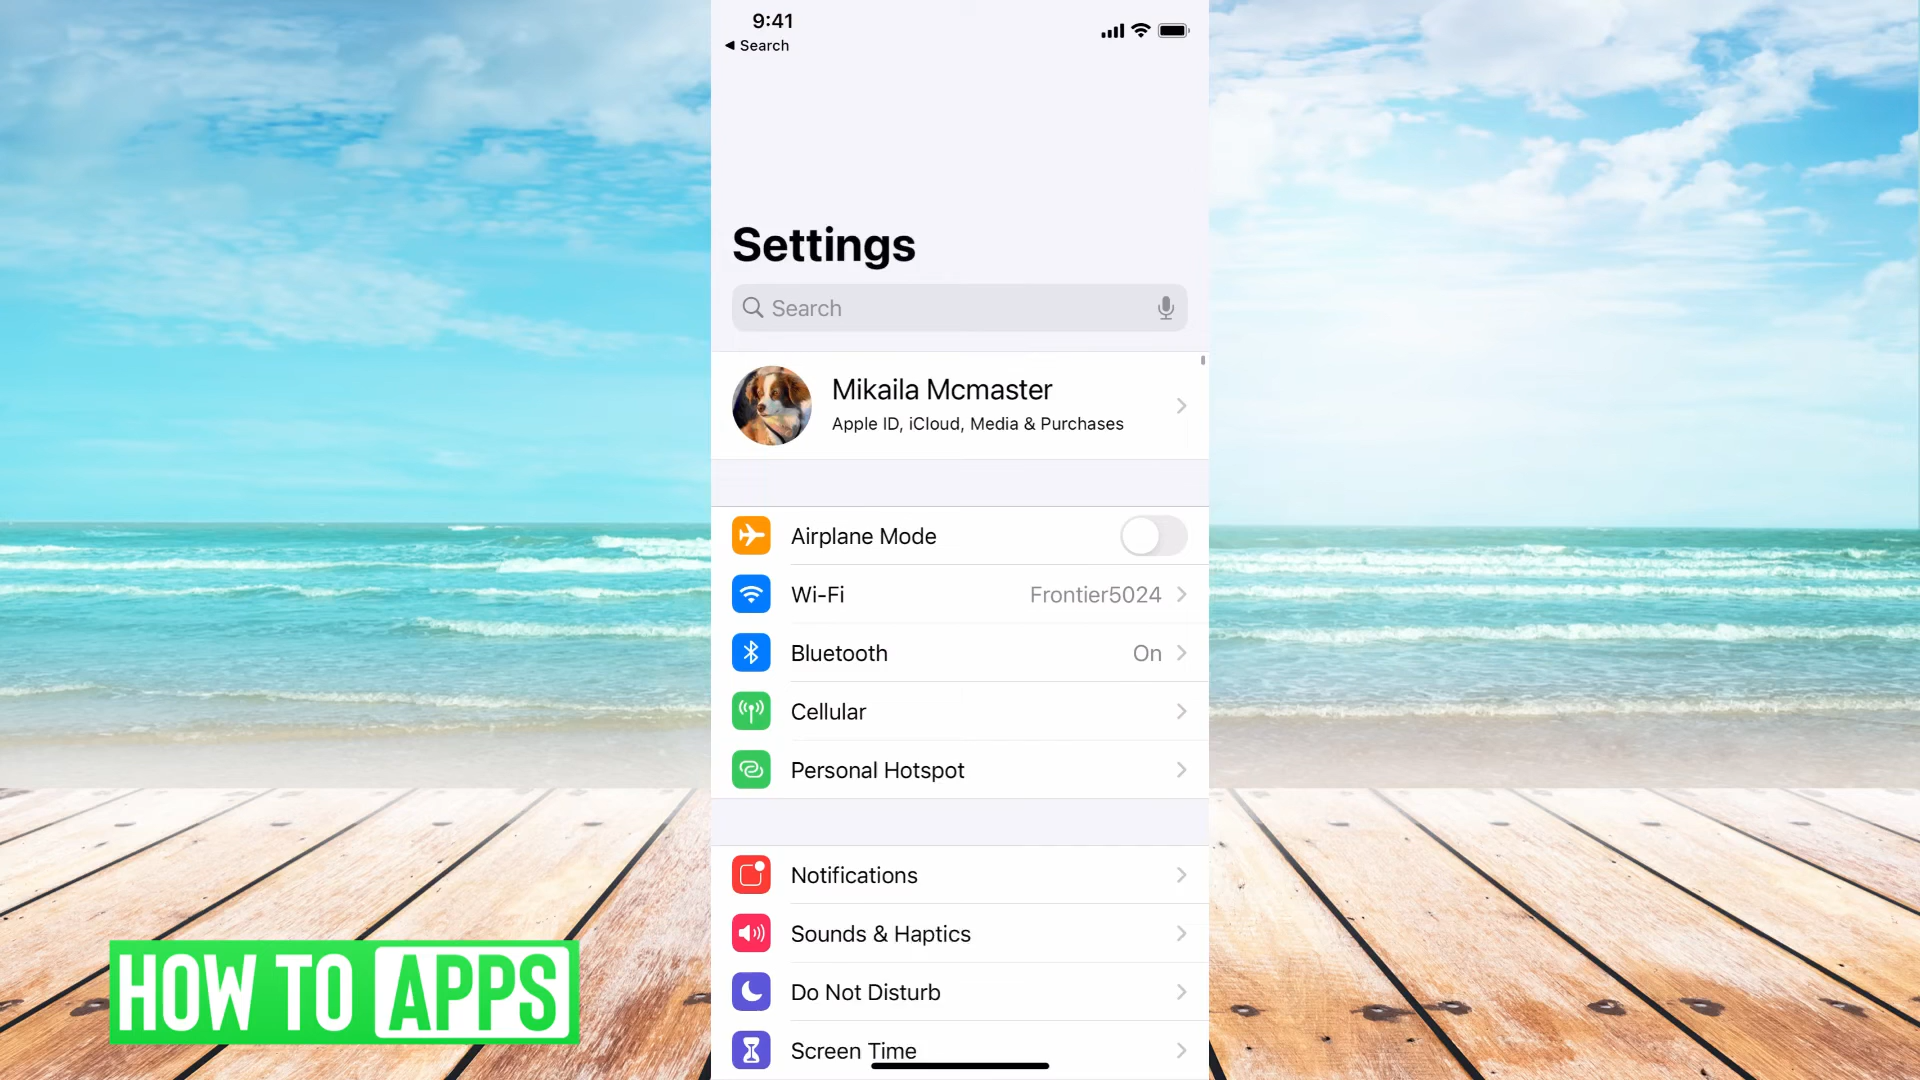 9:41
Search
Settings
Search
Mikaila Mcmaster
Apple ID, iCloud, Media & Purchases
Airplane Mode
Wi-Fi Frontier5024
Bluetooth On
Cellular
Personal Hotspot
Notifications
Sounds & Haptics
Do Not Disturb
Screen Time
HOW TO APPS